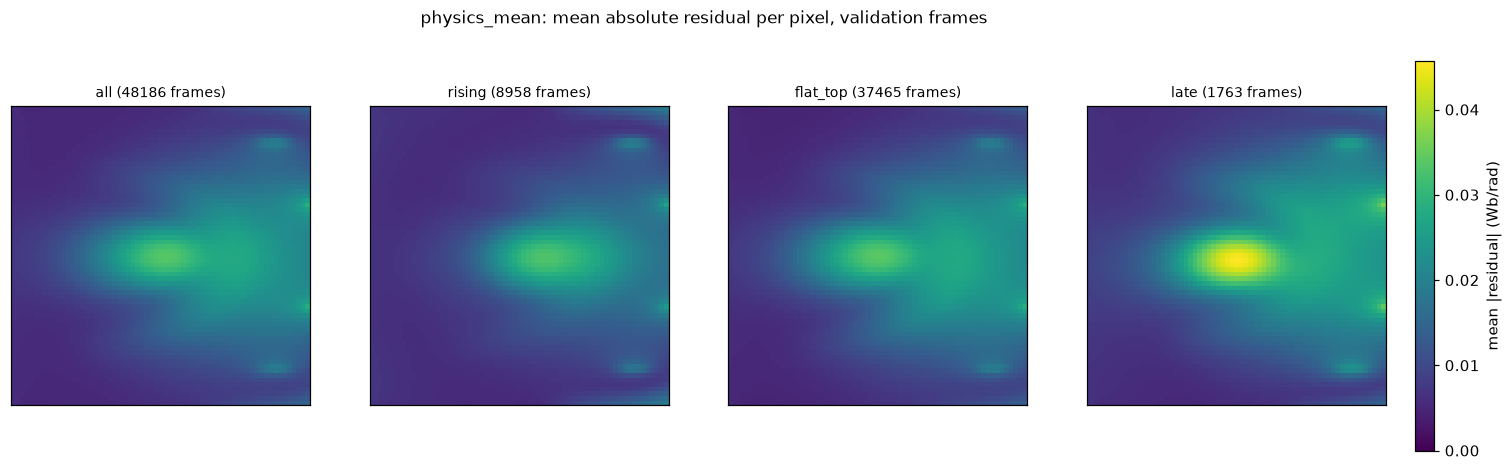 physics_mean: mean absolute residual per pixel, validation frames
all (48186 frames)
rising (8958 frames)
flat_top (37465 frames)
late (1763 frames)
0.04
0.03
0.02
0.01
0.00
mean |residual| (Wb/rad)